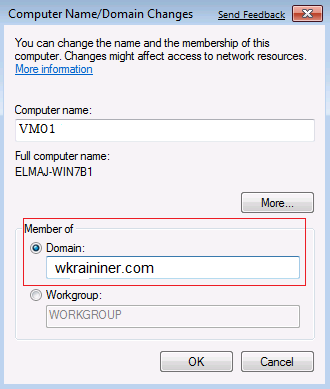 Computer Name/Domain Changes
Send Feedback
You can change the name and the membership of this
computer. Changes might affect access to network resources.
More information
Computer name:
VM01
Full computer name:
ELMAJ-WIN7B1
More...
Member of
Domain:
wkraininer.com
Workgroup:
WORKGROUP
OK
Cancel